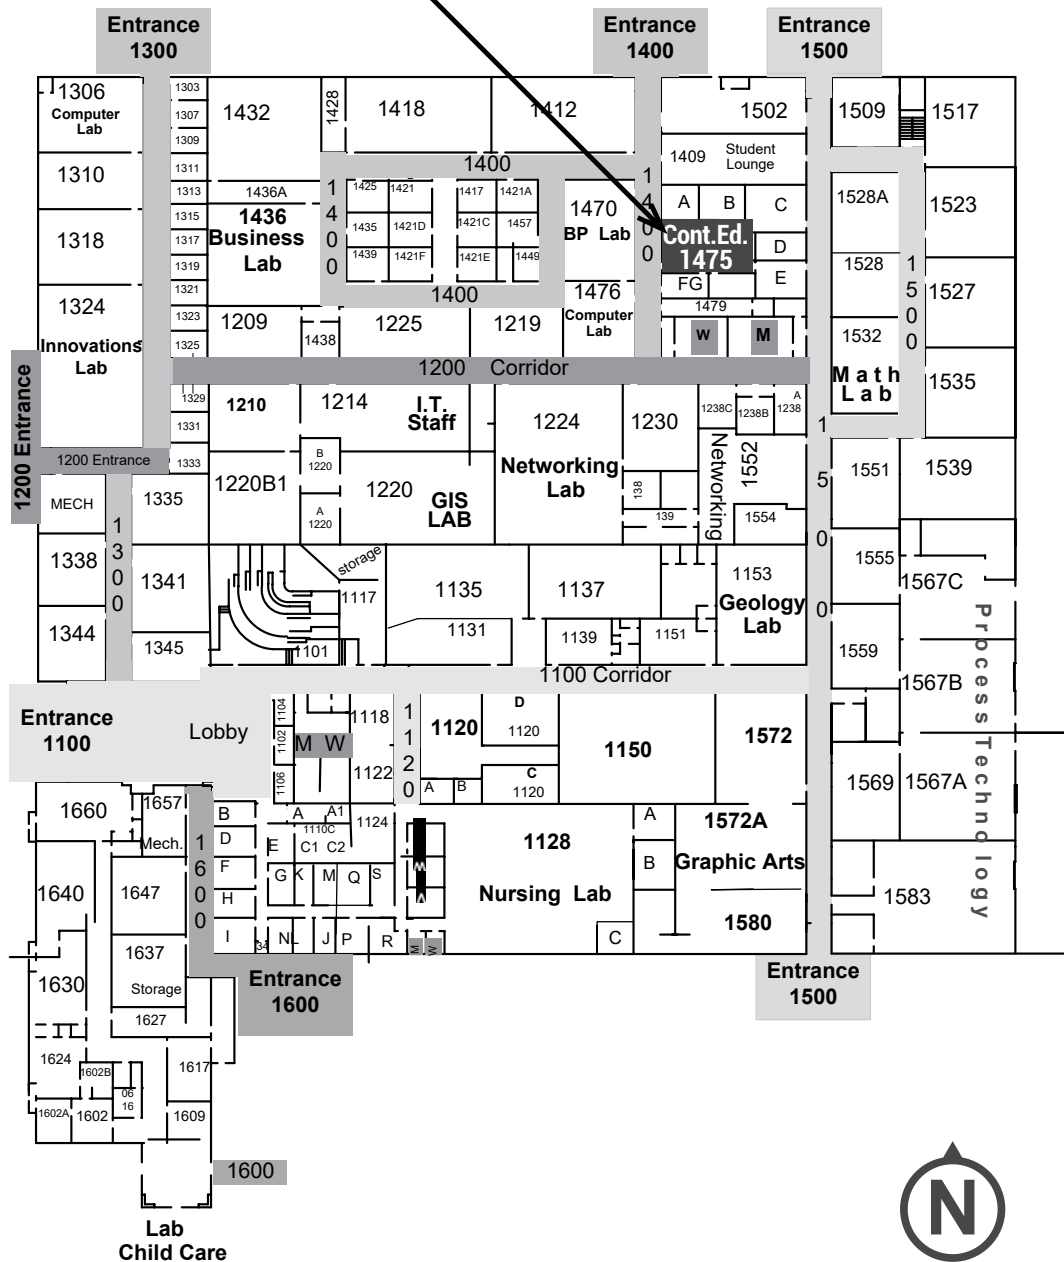 Entrance
1300
Entrance
1400
Entrance
1500
1306
Computer
Lab
1303
1307
1309
1311
1313
1315
1317
1319
1321
1323
1325
1432
1428
1418
1412
1502
1509
1517
1310
1318
1324
Innovations
Lab
1436A
1436
Business
Lab
1400
1400
1425
1421
1417
1421A
1435
1421D
1421C
1457
1439
1421F
1421E
1449
1400
1470
BP Lab
1476
Computer
Lab
1400
1409
Student
Lounge
A
B
C
Cont.Ed.
1475
D
E
FG
1479
W
M
1528A
1528
1532
Math
Lab
1500
1523
1527
1535
1209
1438
1225
1219
1200 Corridor
1200 Entrance
1200 Entrance
1329
1331
1333
1210
1214
I.T.
Staff
1224
Networking
Lab
1230
1238C
1238B
A
1238
1220B1
B
1220
A
1220
1220
GIS
LAB
138
139
Networking
1552
1554
1500
1551
1539
MECH
1335
1300
1338
1341
1344
1345
storage
1117
1101
1135
1137
1131
1139
1151
1153
Geology
Lab
1555
1567C
1559
1567B
Process Technology
1100 Corridor
Entrance
1100
Lobby
1104
1102
1106
M W
1118
1122
1120
1120
A
B
D
1120
C
1120
1150
1572
1569
1567A
1660
1657
Mech.
1600
B
D
F
H
I
A
A1
1110C
C1 C2
E
1124
G
K
M
Q
S
34
NL
J
P
R
M
W
1128
Nursing Lab
A
B
C
1572A
Graphic Arts
1580
1583
1640
1647
1637
Storage
1630
1627
Entrance
1600
Entrance
1500
1624
1602B
06
16
1617
1602A
1602
1609
1600
Lab
Child Care
N